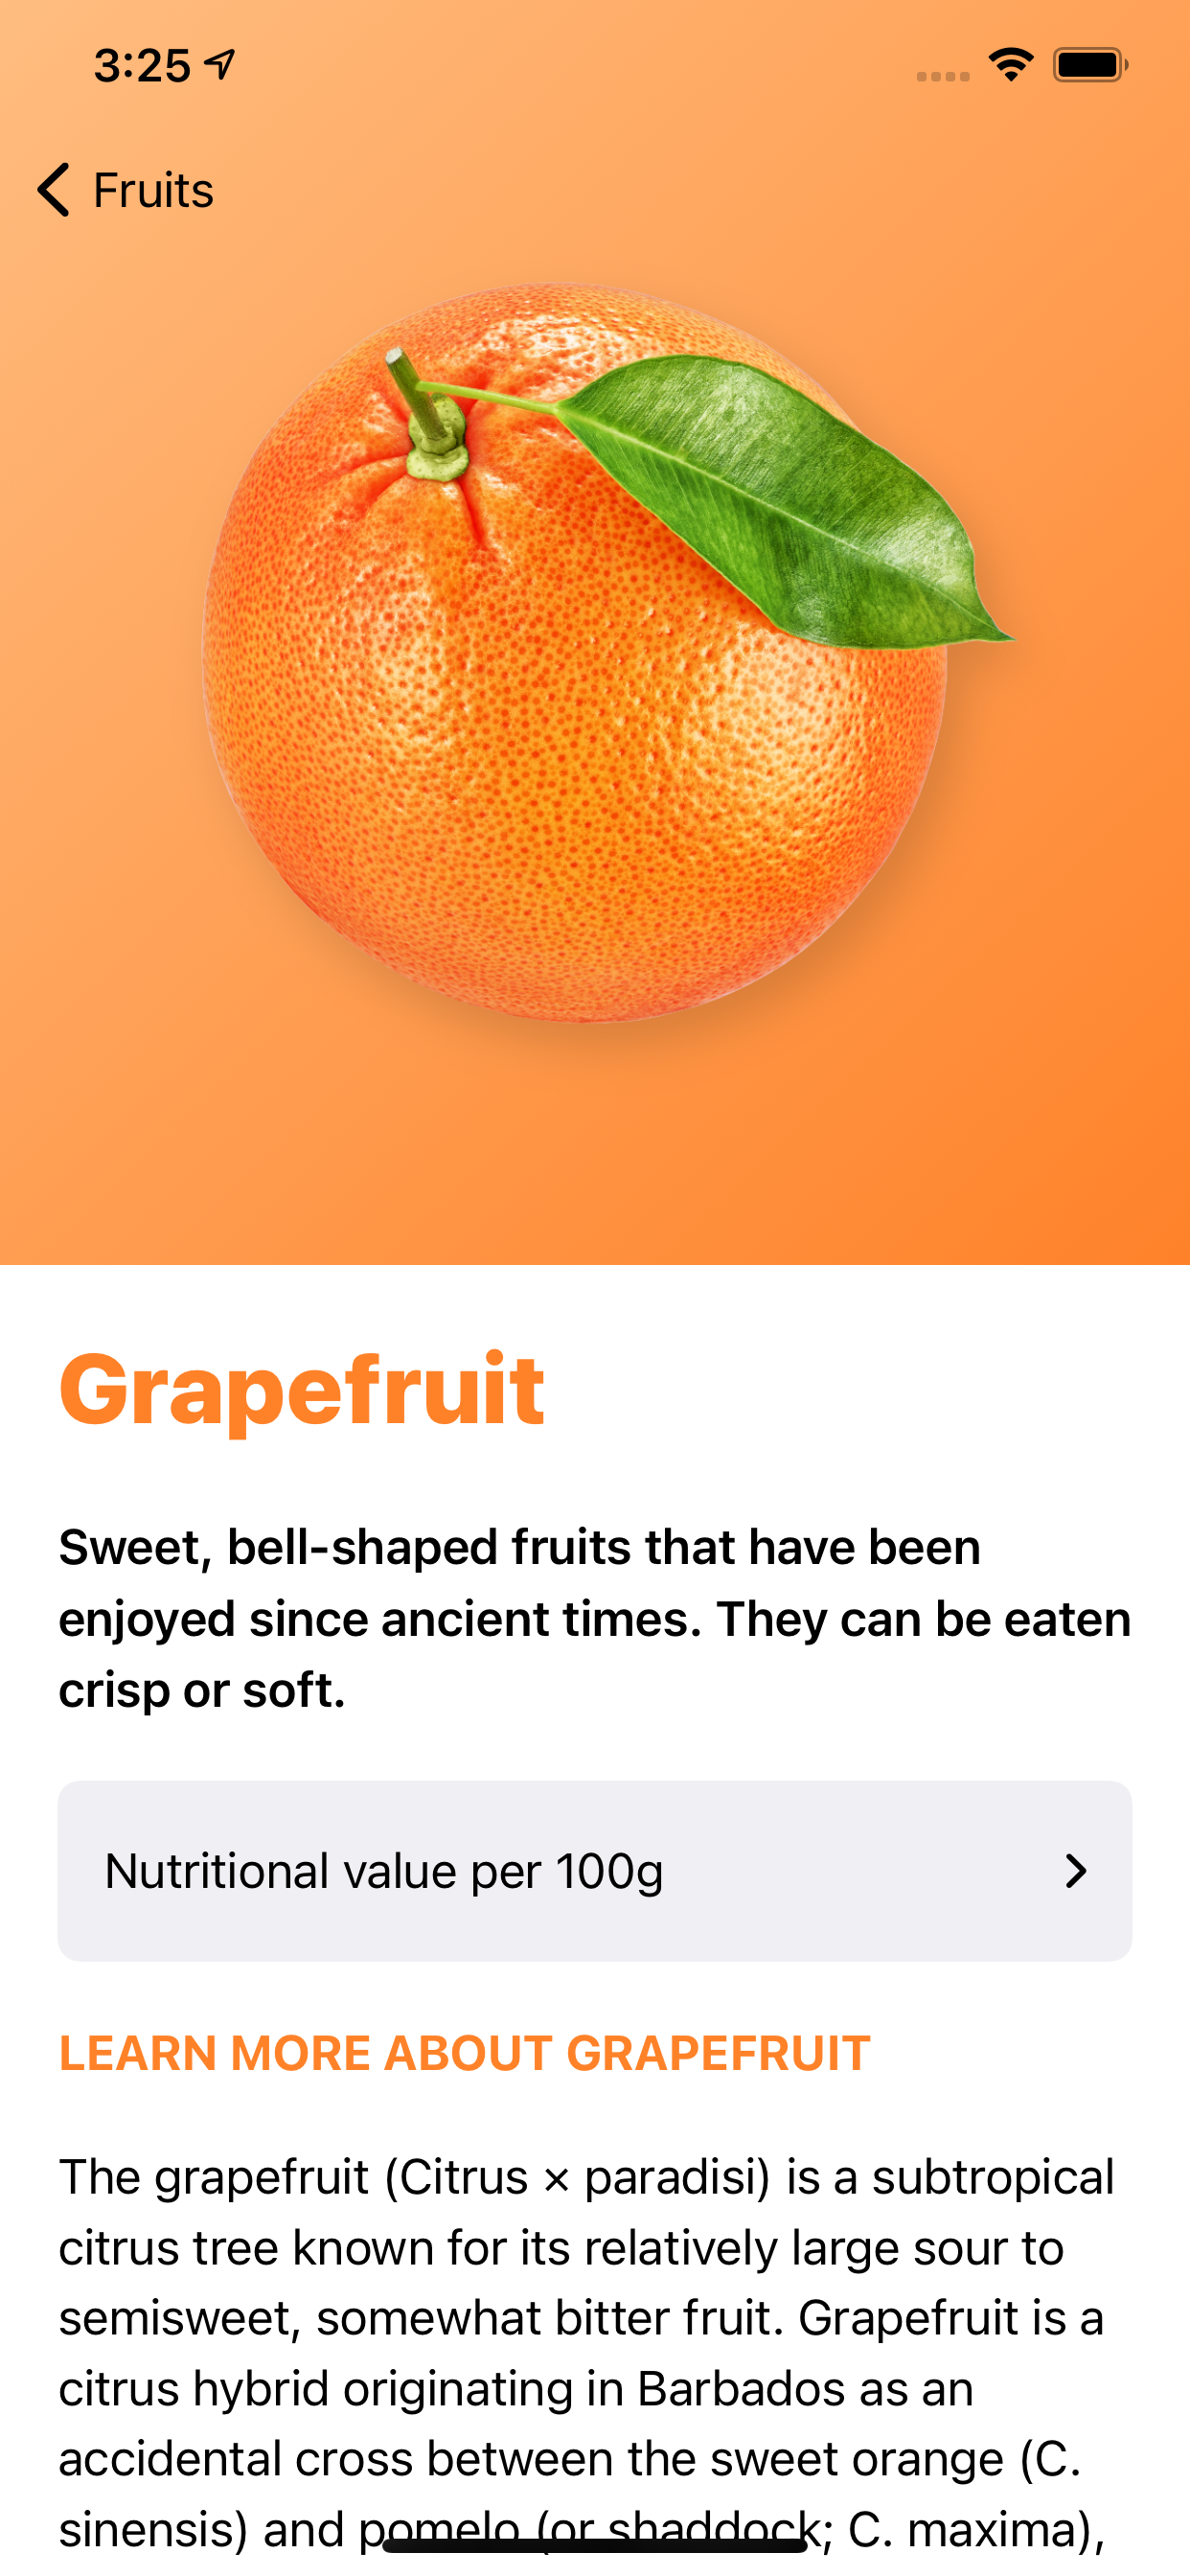 3:25
Fruits
Grapefruit
Sweet, bell-shaped fruits that have been
enjoyed since ancient times. They can be eaten
crisp or soft.
Nutritional value per 100g
LEARN MORE ABOUT GRAPEFRUIT
The grapefruit (Citrus × paradisi) is a subtropical
citrus tree known for its relatively large sour to
semisweet, somewhat bitter fruit. Grapefruit is a
citrus hybrid originating in Barbados as an
accidental cross between the sweet orange (C.
sinensis) and pomelo (or shaddock; C. maxima),